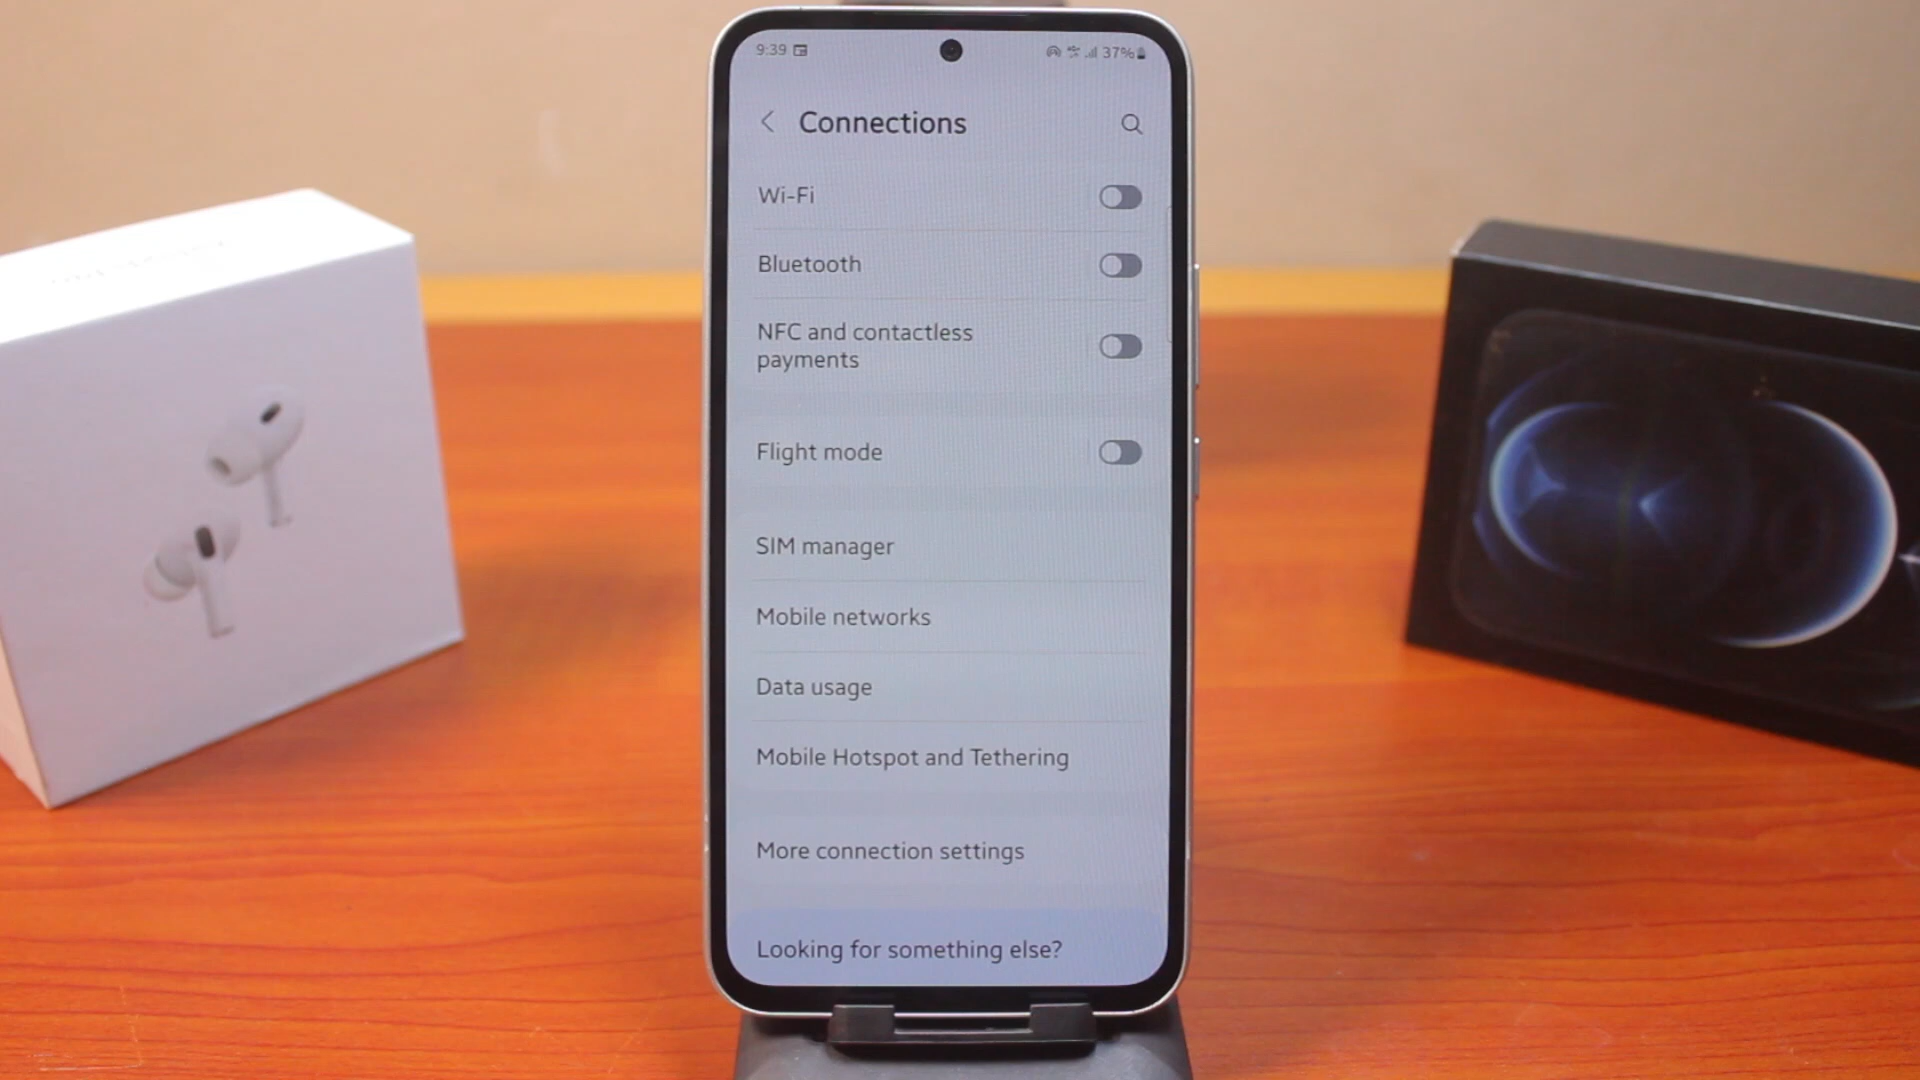 9:39
37%
Connections
Wi-Fi
Bluetooth
NFC and contactless
payments
Flight mode
SIM manager
Mobile networks
Data usage
Mobile Hotspot and Tethering
More connection settings
Looking for something else?